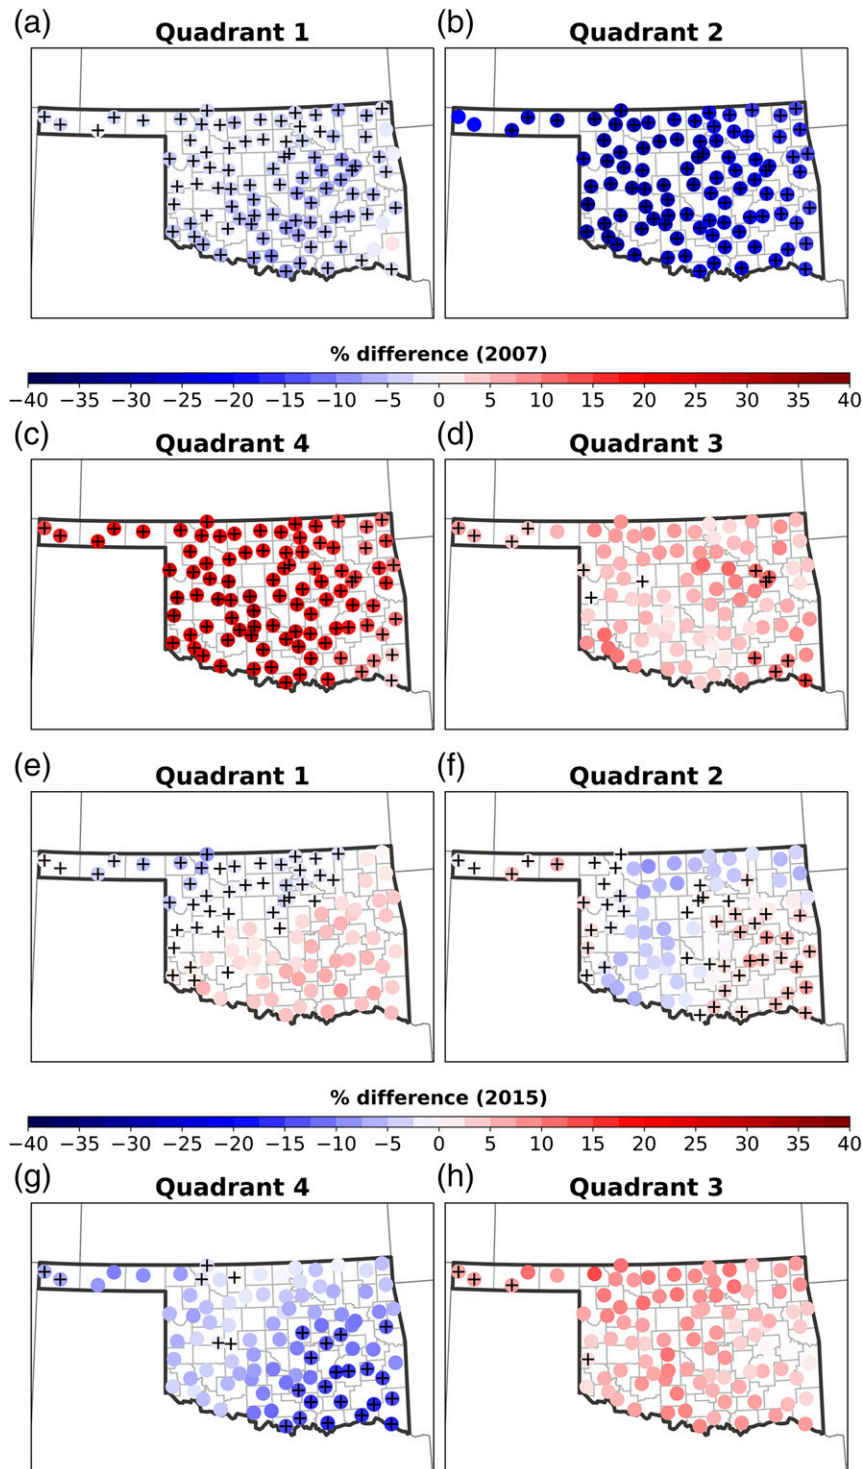 (a) Quadrant 1
(b) Quadrant 2
% difference (2007)
−40 −35 −30 −25 −20 −15 −10 −5 0 5 10 15 20 25 30 35 40
(c) Quadrant 4
(d) Quadrant 3
(e) Quadrant 1
(f) Quadrant 2
% difference (2015)
−40 −35 −30 −25 −20 −15 −10 −5 0 5 10 15 20 25 30 35 40
(g) Quadrant 4
(h) Quadrant 3